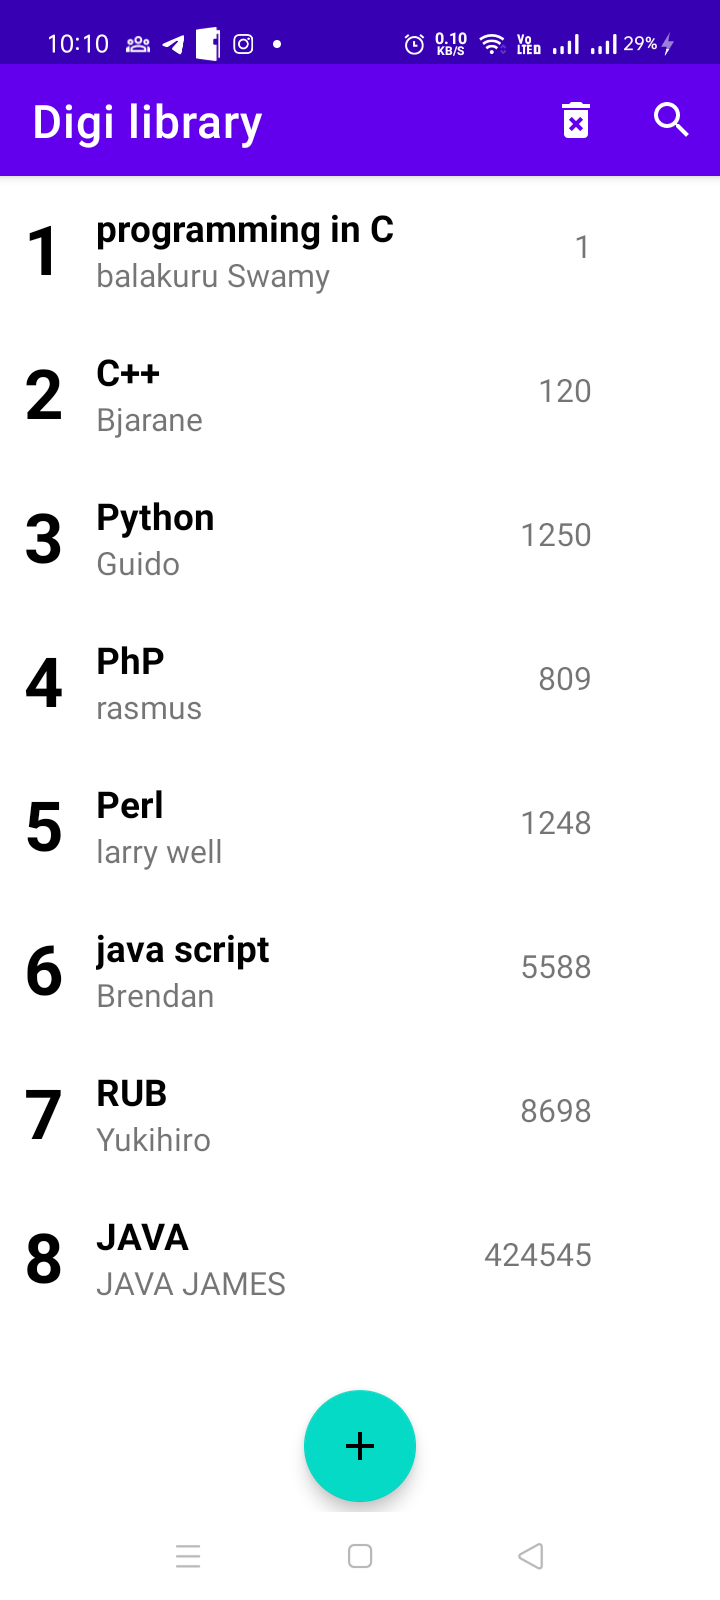 10:10 0.10 KB/S Vo LTE 29%
Digi library
1 programming in C 1
balakuru Swamy
2 C++ 120
Bjarane
3 Python 1250
Guido
4 PhP 809
rasmus
5 Perl 1248
larry well
6 java script 5588
Brendan
7 RUB 8698
Yukihiro
8 JAVA 424545
JAVA JAMES
+